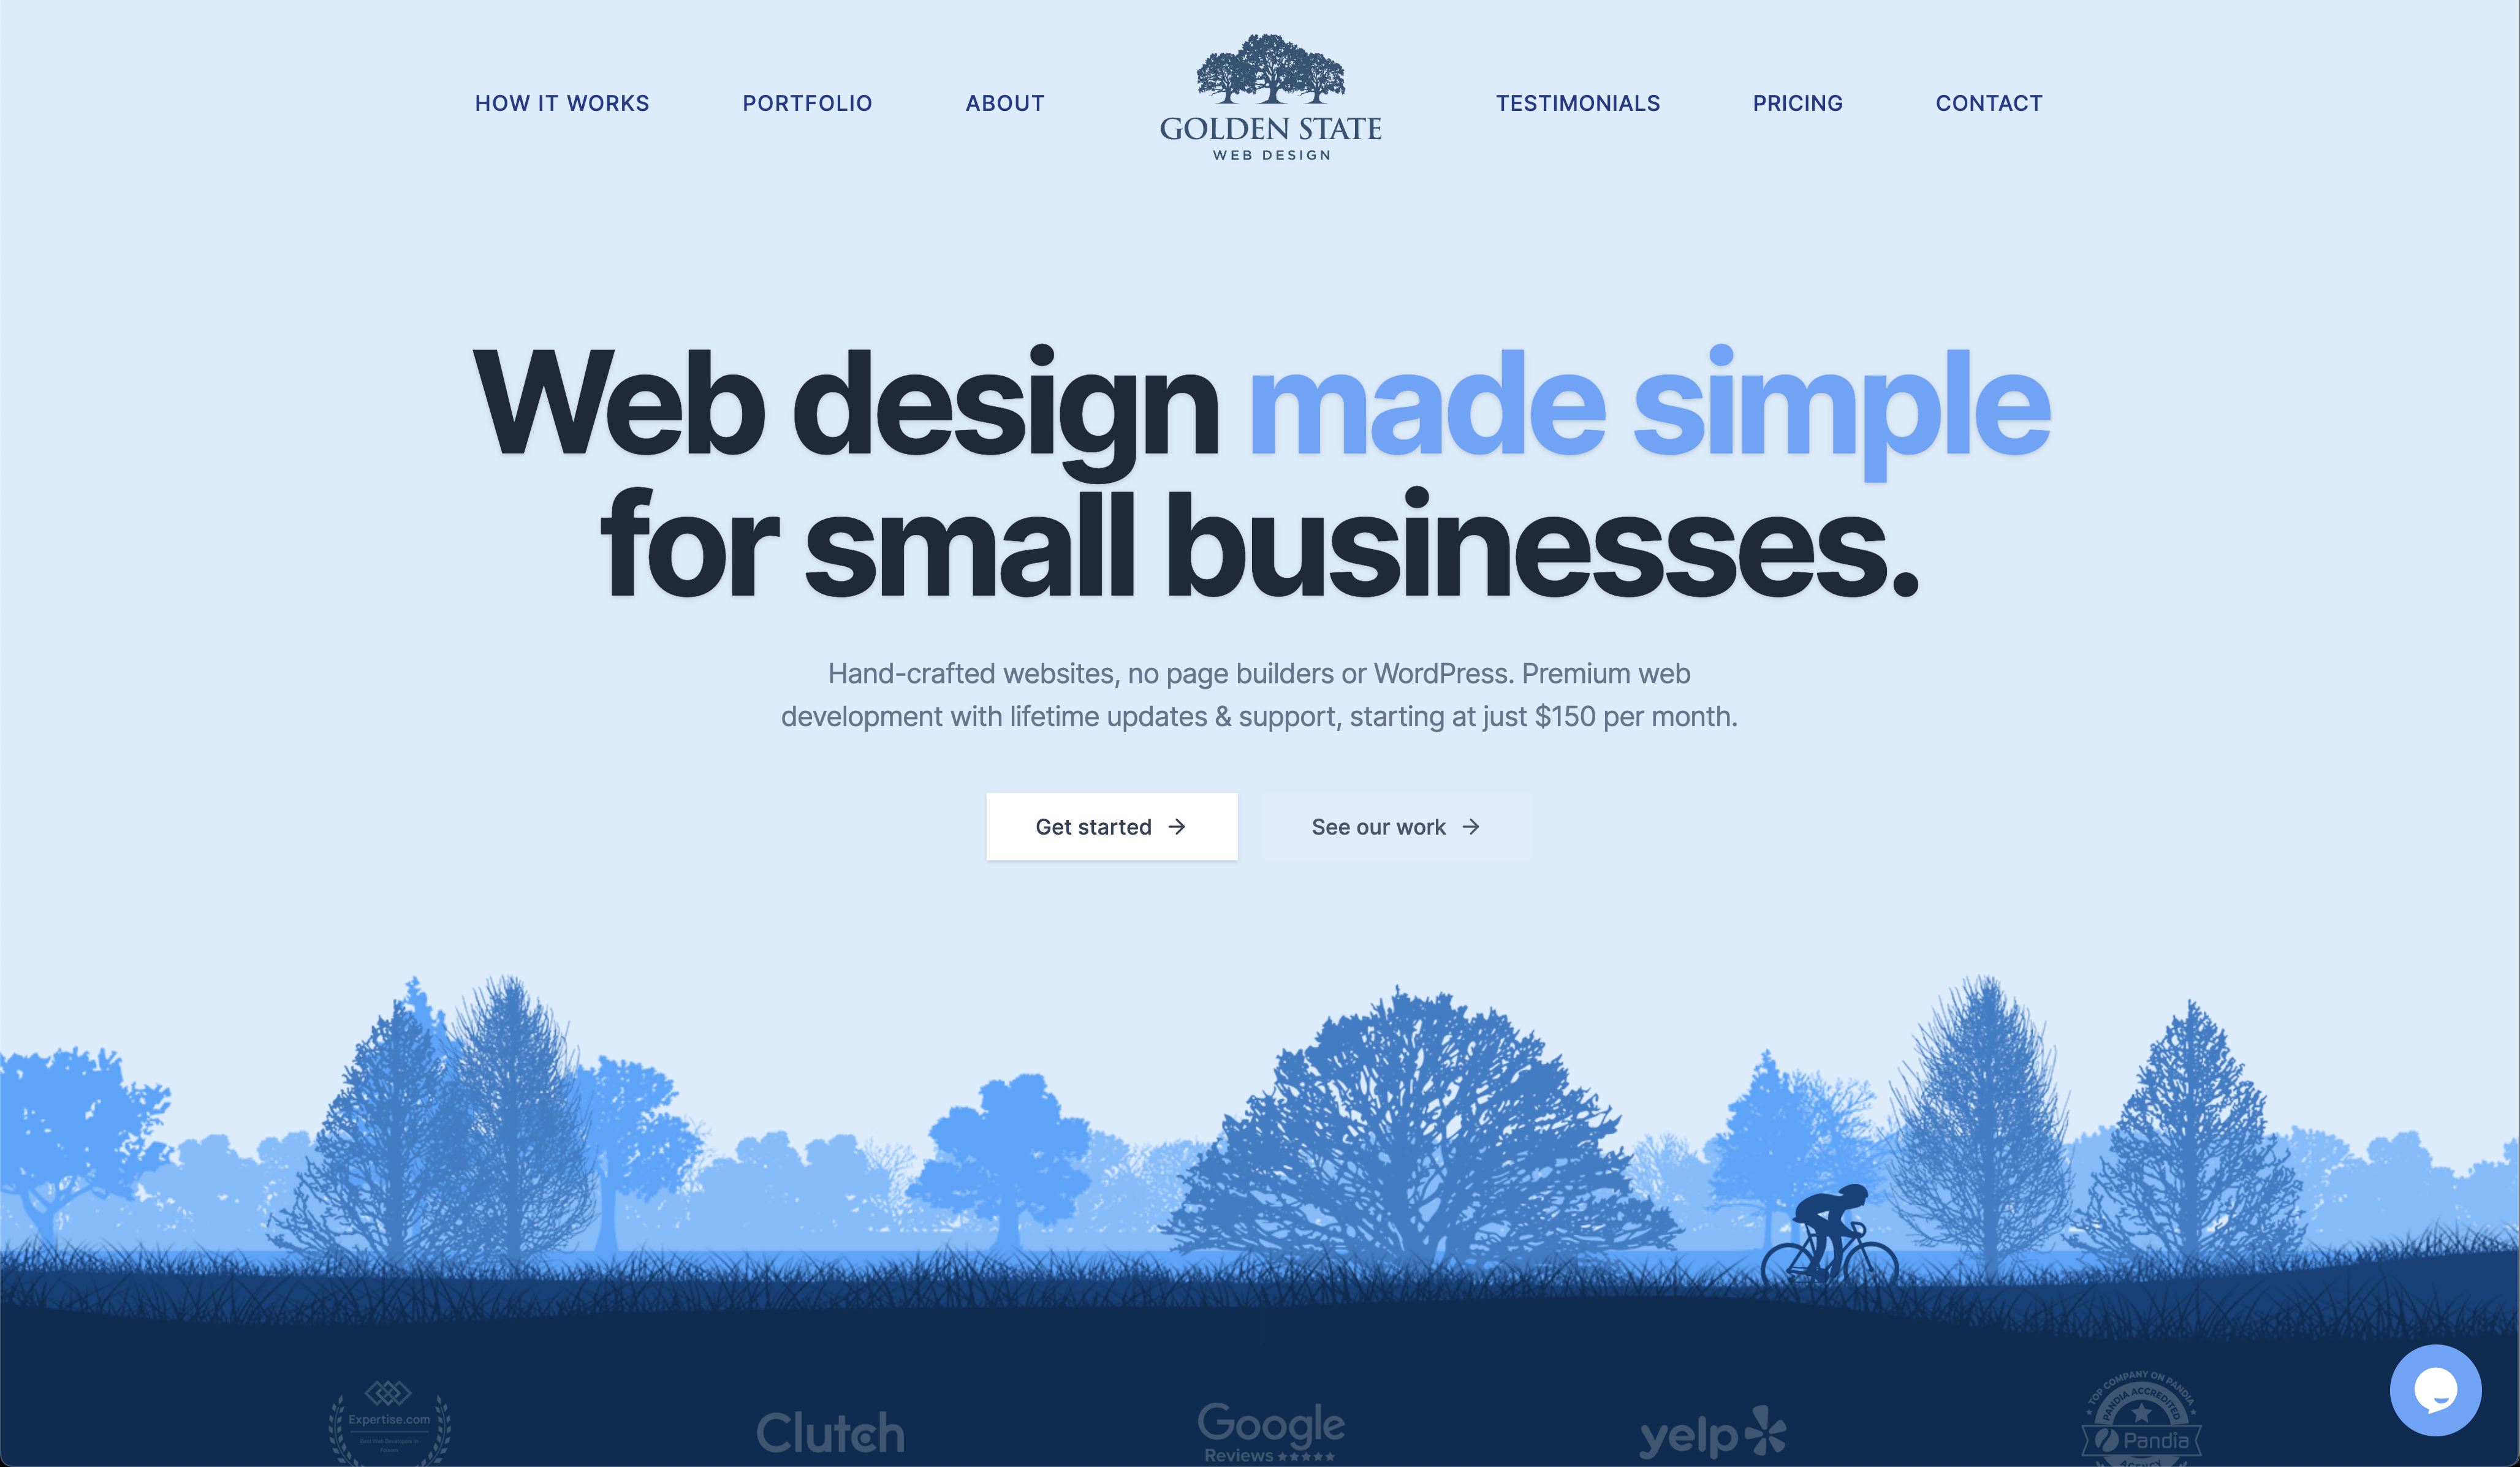 HOW IT WORKS
PORTFOLIO
ABOUT
GOLDEN STATE
WEB DESIGN
TESTIMONIALS
PRICING
CONTACT
Web design made simple
for small businesses.
Hand-crafted websites, no page builders or WordPress. Premium web
development with lifetime updates & support, starting at just $150 per month.
Get started →
See our work →
Expertise.com
Clutch
Google
Reviews ★★★★★
yelp
TOP COMPANY ON PANDIA
PANDIA ACCREDITED
Pandia